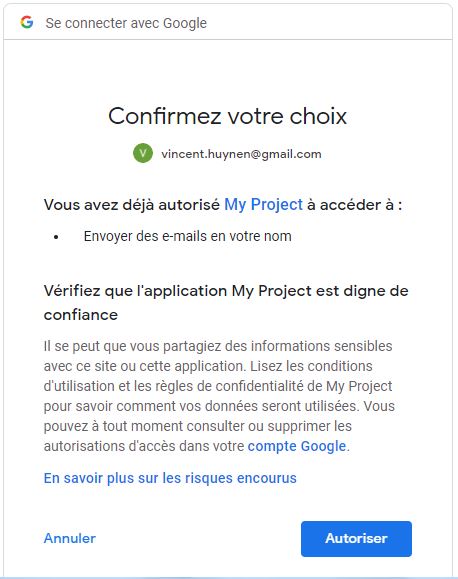 Se connecter avec Google
Confirmez votre choix
V vincent.huynen@gmail.com
Vous avez déjà autorisé My Project à accéder à :
• Envoyer des e-mails en votre nom
Vérifiez que l'application My Project est digne de
confiance
Il se peut que vous partagiez des informations sensibles
avec ce site ou cette application. Lisez les conditions
d'utilisation et les règles de confidentialité de My Project
pour savoir comment vos données seront utilisées. Vous
pouvez à tout moment consulter ou supprimer les
autorisations d'accès dans votre compte Google.
En savoir plus sur les risques encourus
Annuler Autoriser